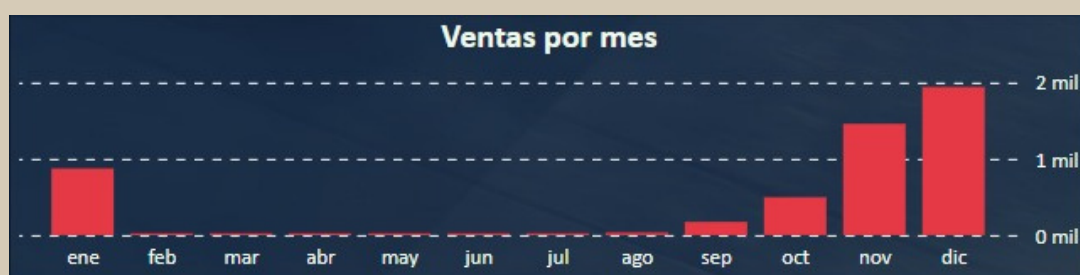 Ventas por mes
2 mil
1 mil
0 mil
ene feb mar abr may jun jul ago sep oct nov dic